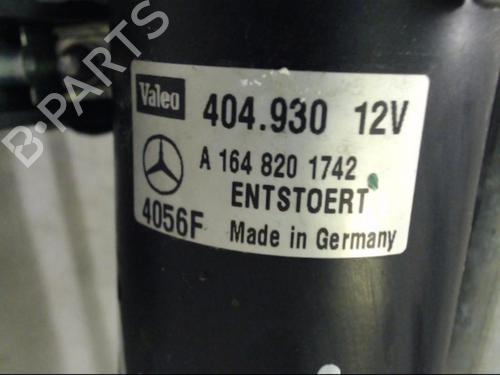 B-PARTS
Valeo
404.930 12V
A 164 820 1742
ENTSTOERT
4056F Made in Germany